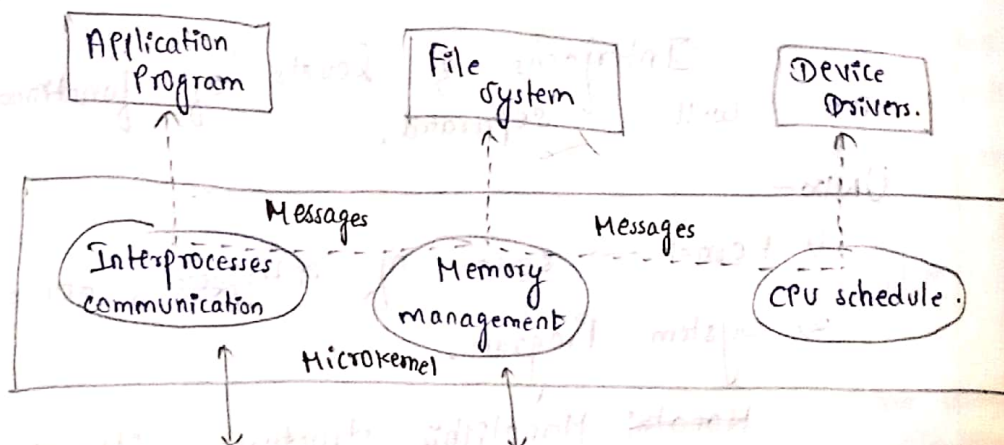 Application
Program
File
system
Device
Drivers.
Messages
Messages
Interprocesses
communication
Memory
management
CPU schedule.
Microkernel